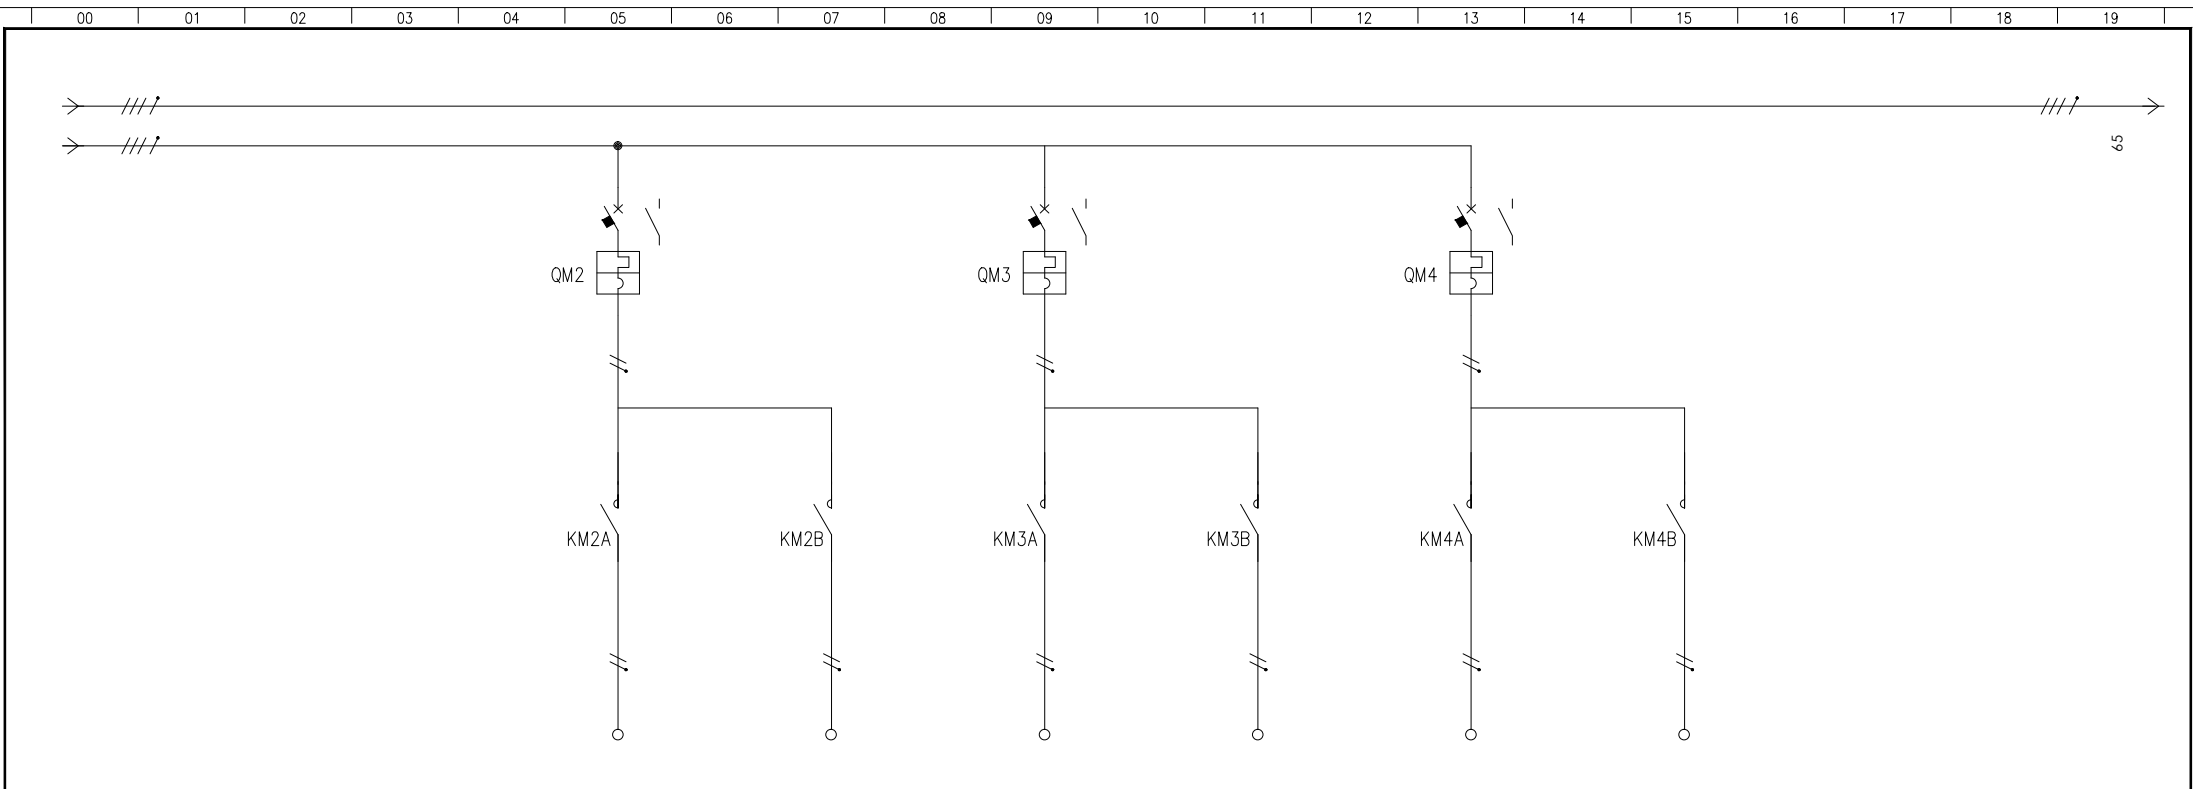 00 01 02 03 04 05 06 07 08 09 10 11 12 13 14 15 16 17 18 19
65
QM2 QM3 QM4
KM2A KM2B KM3A KM3B KM4A KM4B